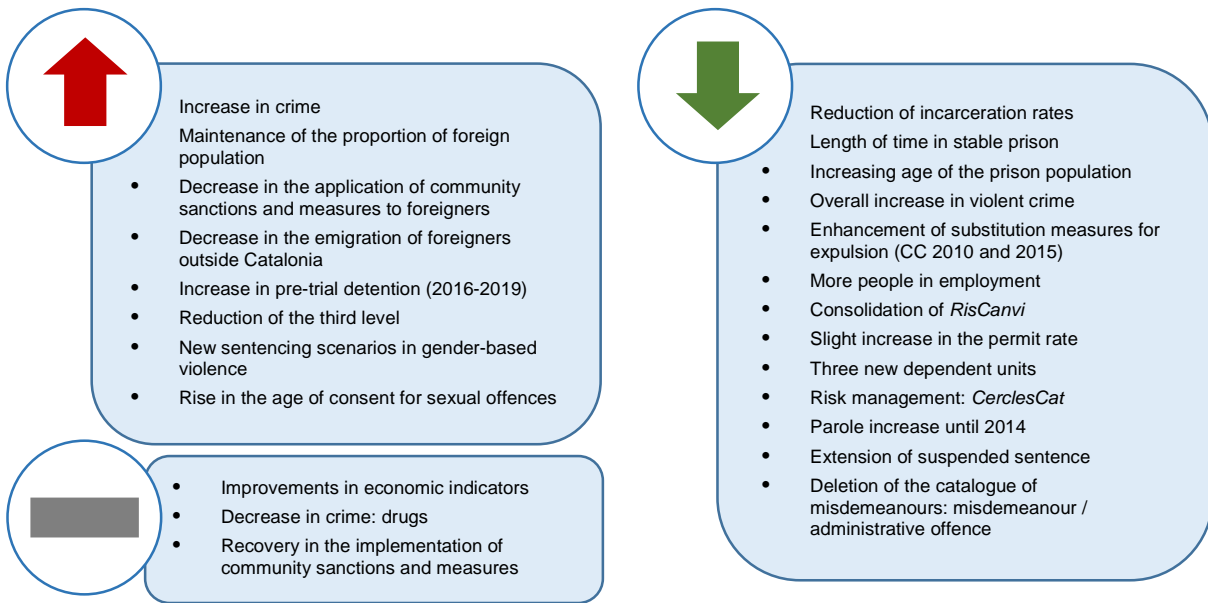 Increase in crime
Maintenance of the proportion of foreign
population
• Decrease in the application of community
sanctions and measures to foreigners
• Decrease in the emigration of foreigners
outside Catalonia
• Increase in pre-trial detention (2016-2019)
• Reduction of the third level
• New sentencing scenarios in gender-based
violence
• Rise in the age of consent for sexual offences
• Improvements in economic indicators
• Decrease in crime: drugs
• Recovery in the implementation of
community sanctions and measures
Reduction of incarceration rates
Length of time in stable prison
• Increasing age of the prison population
• Overall increase in violent crime
• Enhancement of substitution measures for
expulsion (CC 2010 and 2015)
• More people in employment
• Consolidation of RisCanvi
• Slight increase in the permit rate
• Three new dependent units
• Risk management: CerclesCat
• Parole increase until 2014
• Extension of suspended sentence
• Deletion of the catalogue of
misdemeanours: misdemeanour /
administrative offence